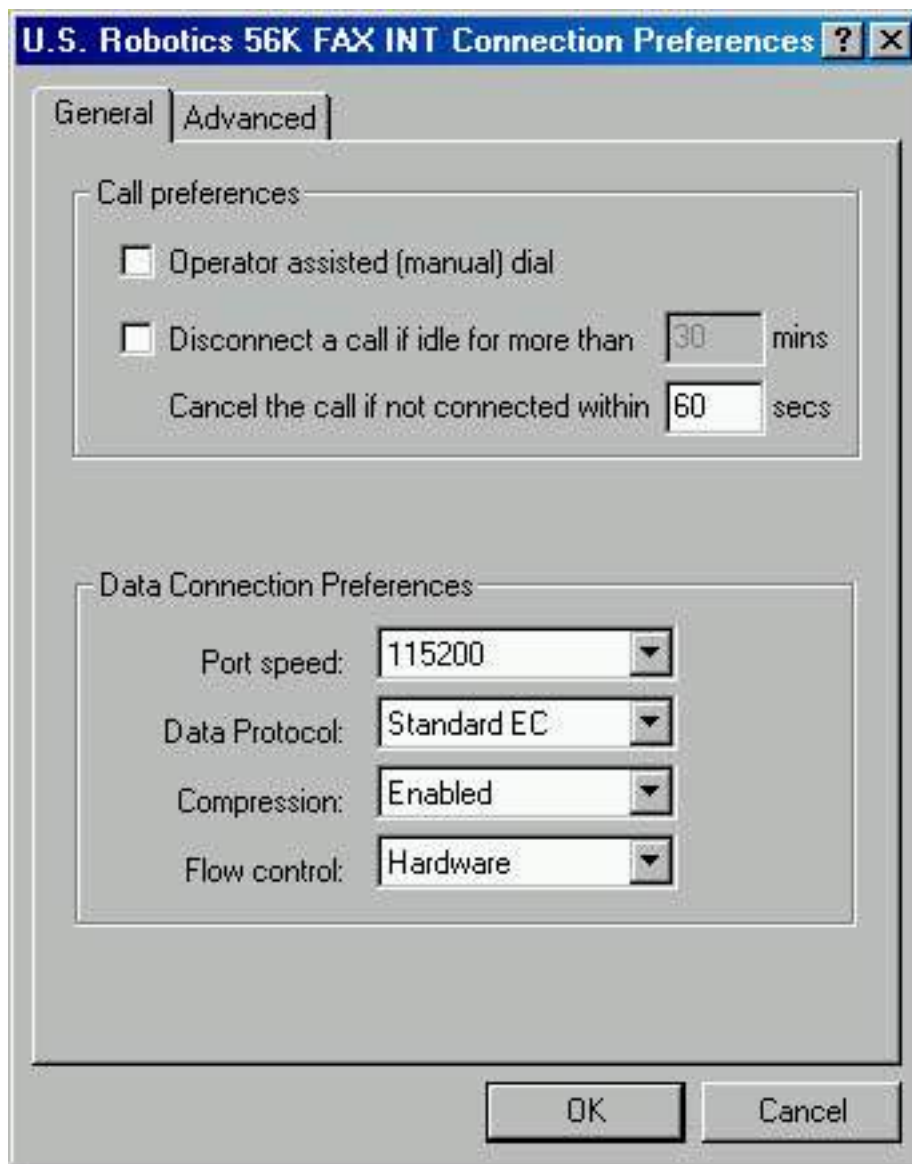 U.S. Robotics 56K FAX INT Connection Preferences
General Advanced
Call preferences
Operator assisted (manual) dial
Disconnect a call if idle for more than 30 mins
Cancel the call if not connected within 60 secs
Data Connection Preferences
Port speed: 115200
Data Protocol: Standard EC
Compression: Enabled
Flow control: Hardware
OK Cancel